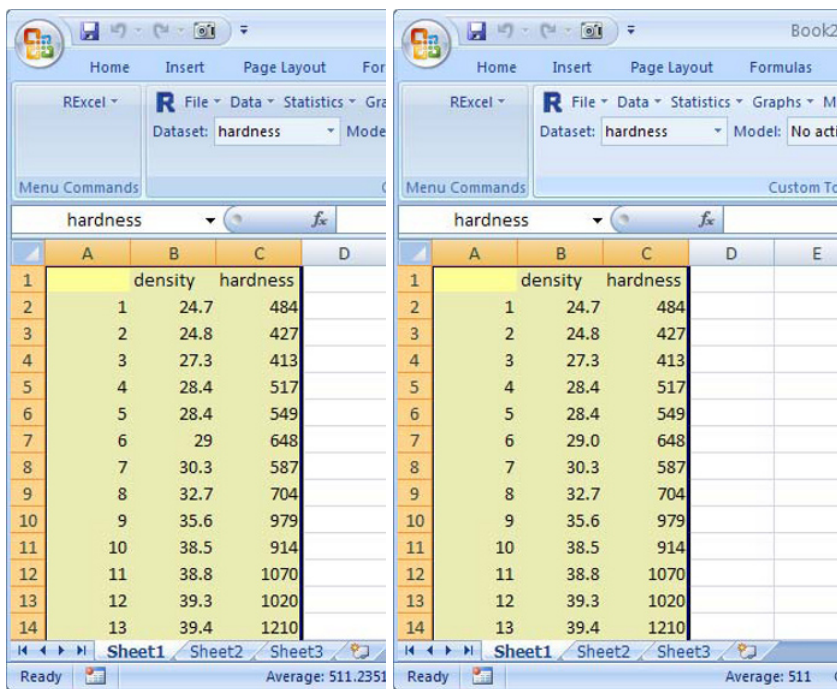 Home Insert Page Layout For
RExcel R File Data Statistics Gra
Dataset: hardness Mode
Menu Commands
hardness fx
A B C D
1 density hardness
2 1 24.7 484
3 2 24.8 427
4 3 27.3 413
5 4 28.4 517
6 5 28.4 549
7 6 29 648
8 7 30.3 587
9 8 32.7 704
10 9 35.6 979
11 10 38.5 914
12 11 38.8 1070
13 12 39.3 1020
14 13 39.4 1210
Sheet1 Sheet2 Sheet3
Ready Average: 511.2351
Book2
Home Insert Page Layout Formulas
RExcel R File Data Statistics Graphs M
Dataset: hardness Model: No acti
Menu Commands Custom To
hardness fx
A B C D E
1 density hardness
2 1 24.7 484
3 2 24.8 427
4 3 27.3 413
5 4 28.4 517
6 5 28.4 549
7 6 29.0 648
8 7 30.3 587
9 8 32.7 704
10 9 35.6 979
11 10 38.5 914
12 11 38.8 1070
13 12 39.3 1020
14 13 39.4 1210
Sheet1 Sheet2 Sheet3
Ready Average: 511